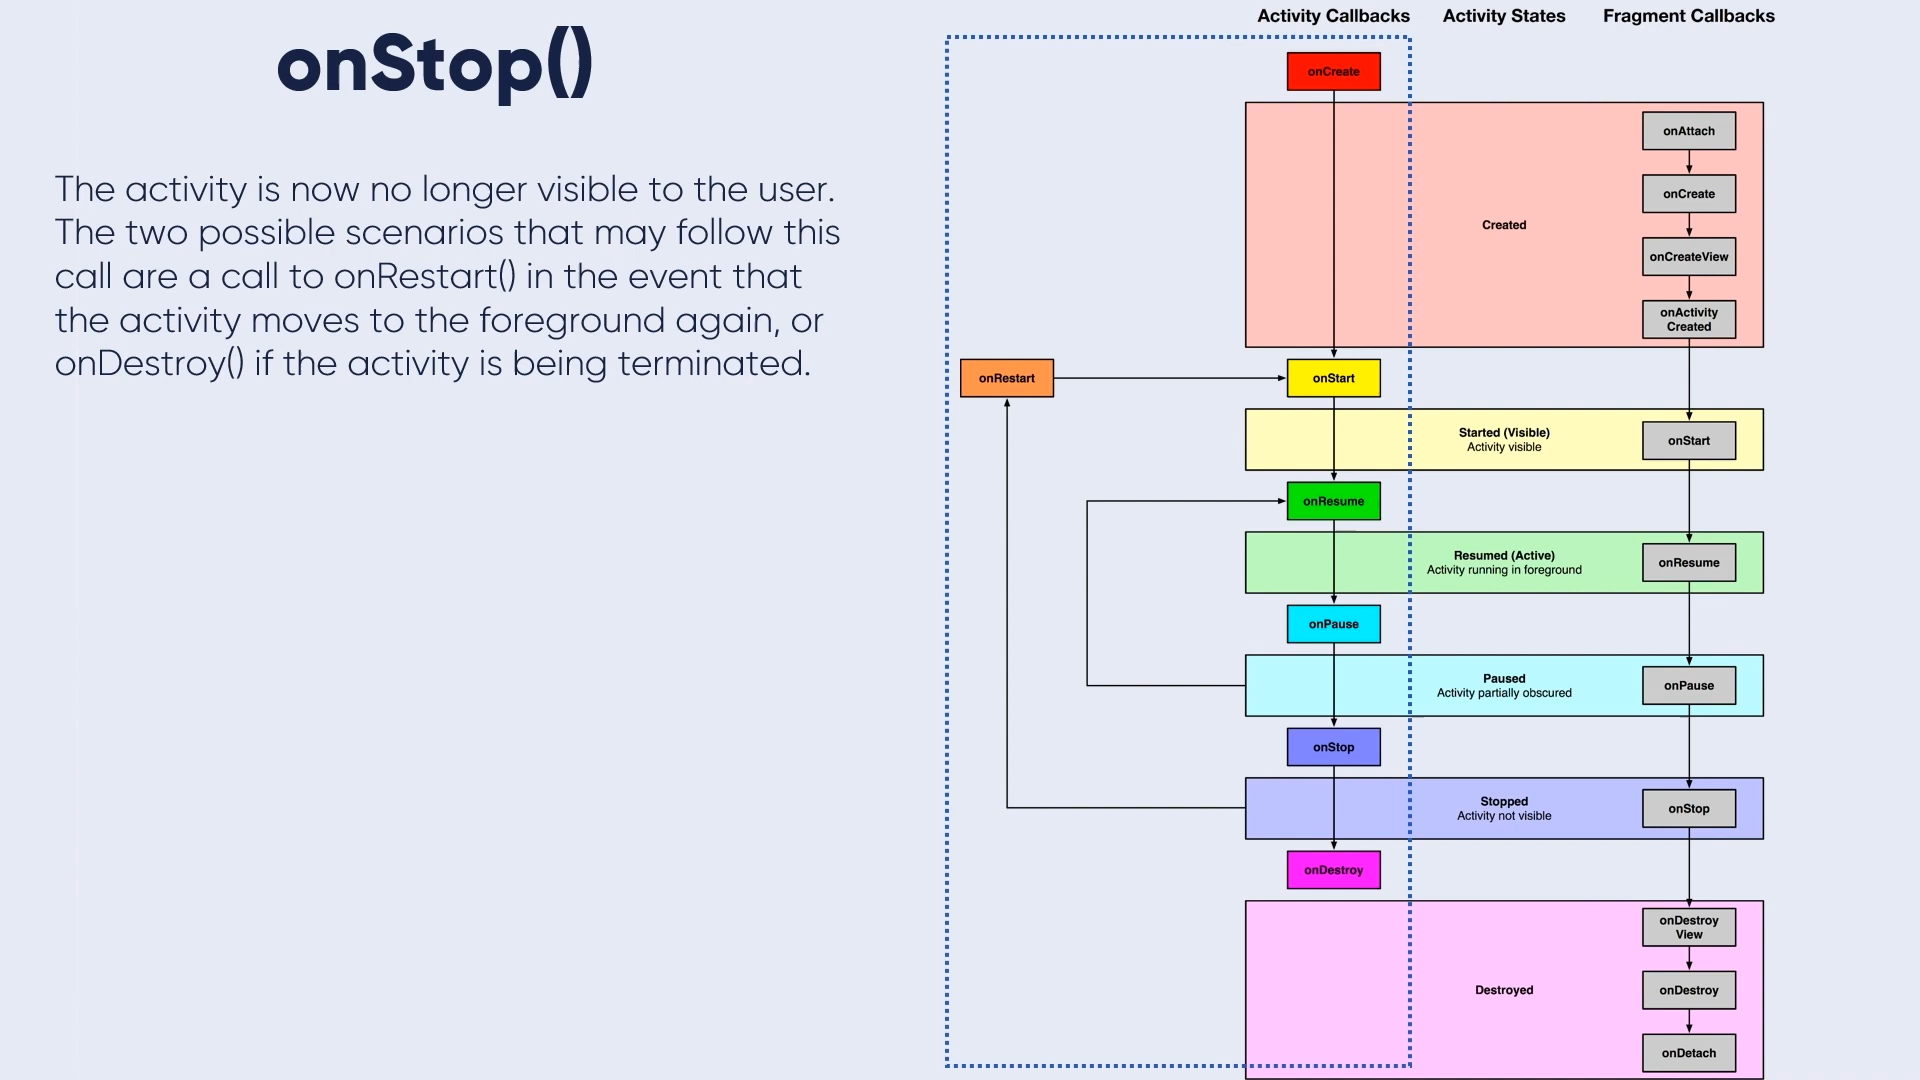 onStop()
The activity is now no longer visible to the user.
The two possible scenarios that may follow this
call are a call to onRestart() in the event that
the activity moves to the foreground again, or
onDestroy() if the activity is being terminated.
Activity Callbacks
Activity States
Fragment Callbacks
onCreate
onAttach
onCreate
Created
onCreateView
onActivity
Created
onRestart
onStart
Started (Visible)
Activity visible
onStart
onResume
Resumed (Active)
Activity running in foreground
onResume
onPause
Paused
Activity partially obscured
onPause
onStop
Stopped
Activity not visible
onStop
onDestroy
onDestroy
View
Destroyed
onDestroy
onDetach